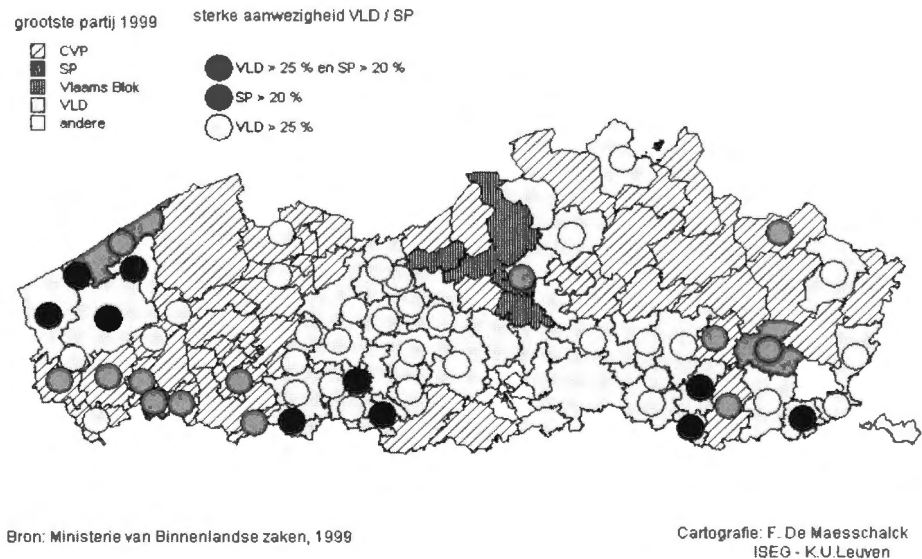 grootste partij 1999
CVP
SP
Vlaams Blok
VLD
andere
sterke aanwezigheid VLD / SP
VLD > 25 % en SP > 20 %
SP > 20 %
VLD > 25 %
Bron: Ministerie van Binnenlandse zaken, 1999
Cartografie: F. De Maesschalck
ISEG - K.U.Leuven